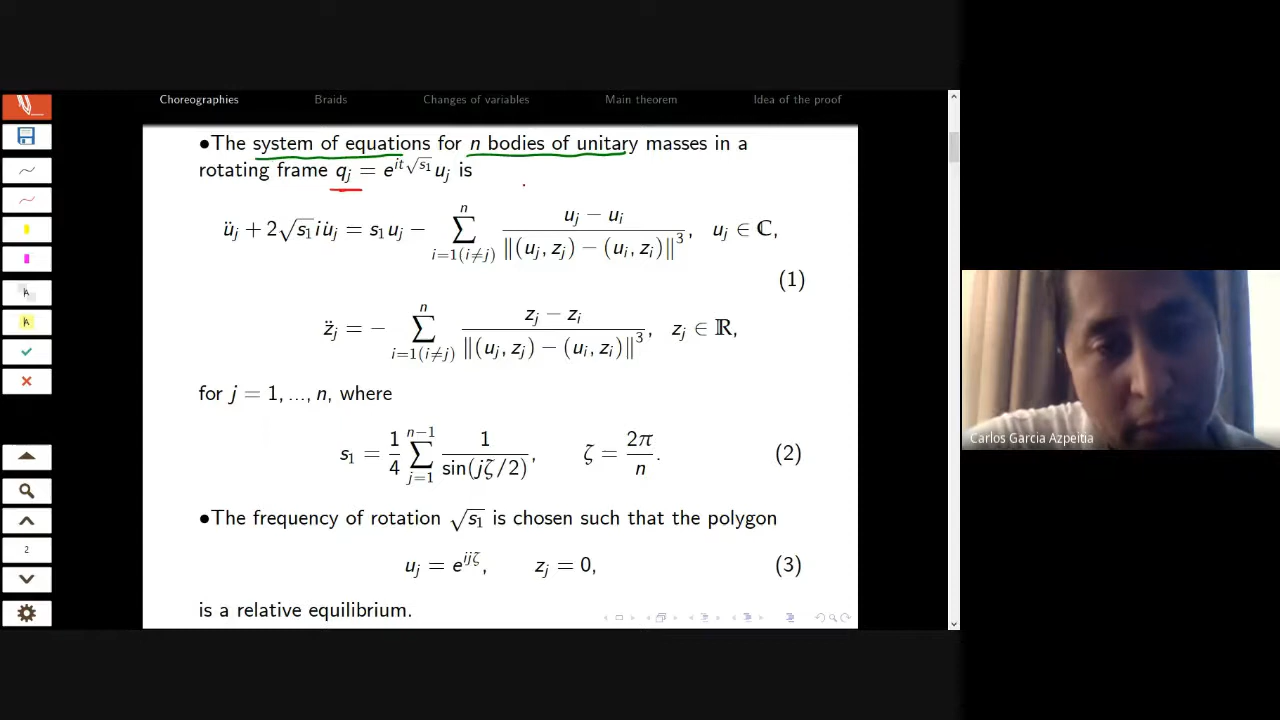 Choreographies Braids Changes of variables Main theorem Idea of the proof
•The system of equations for n bodies of unitary masses in a
rotating frame q_j = e^{it√s_1} u_j is
ü_j + 2√s_1 i u̇_j = s_1 u_j − ∑_{i=1(i≠j)}^{n} (u_j − u_i) / ‖(u_j, z_j) − (u_i, z_i)‖^3, u_j ∈ ℂ,
(1)
z̈_j = − ∑_{i=1(i≠j)}^{n} (z_j − z_i) / ‖(u_j, z_j) − (u_i, z_i)‖^3, z_j ∈ ℝ,
for j = 1, ..., n, where
s_1 = 1/4 ∑_{j=1}^{n−1} 1 / sin(jζ/2), ζ = 2π/n. (2)
•The frequency of rotation √s_1 is chosen such that the polygon
u_j = e^{ijζ}, z_j = 0, (3)
is a relative equilibrium.
2
Carlos Garcia Azpeitia